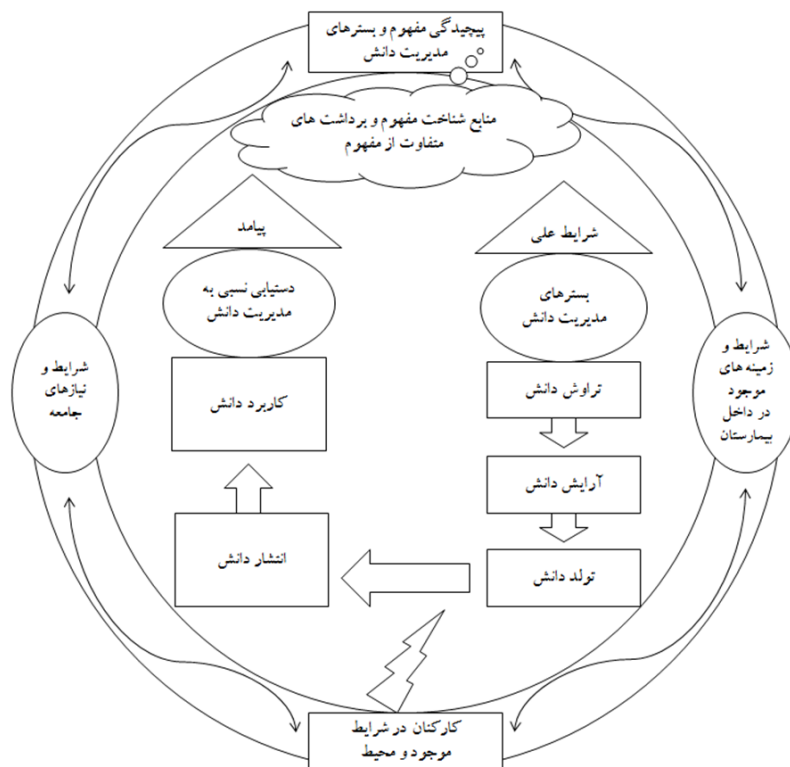 پیچیدگی مفهوم و بسترهای
مدیریت دانش
منابع شناخت مفهوم و برداشت های
متفاوت از مفهوم
شرایط علی
پیامد
بسترهای
مدیریت دانش
دستیابی نسبی به
مدیریت دانش
شرایط و
زمینه های
موجود
در داخل
بیمارستان
شرایط و
نیازهای
جامعه
تراوش دانش
کاربرد دانش
آرایش دانش
تولد دانش
انتشار دانش
کارکنان در شرایط
موجود و محیط